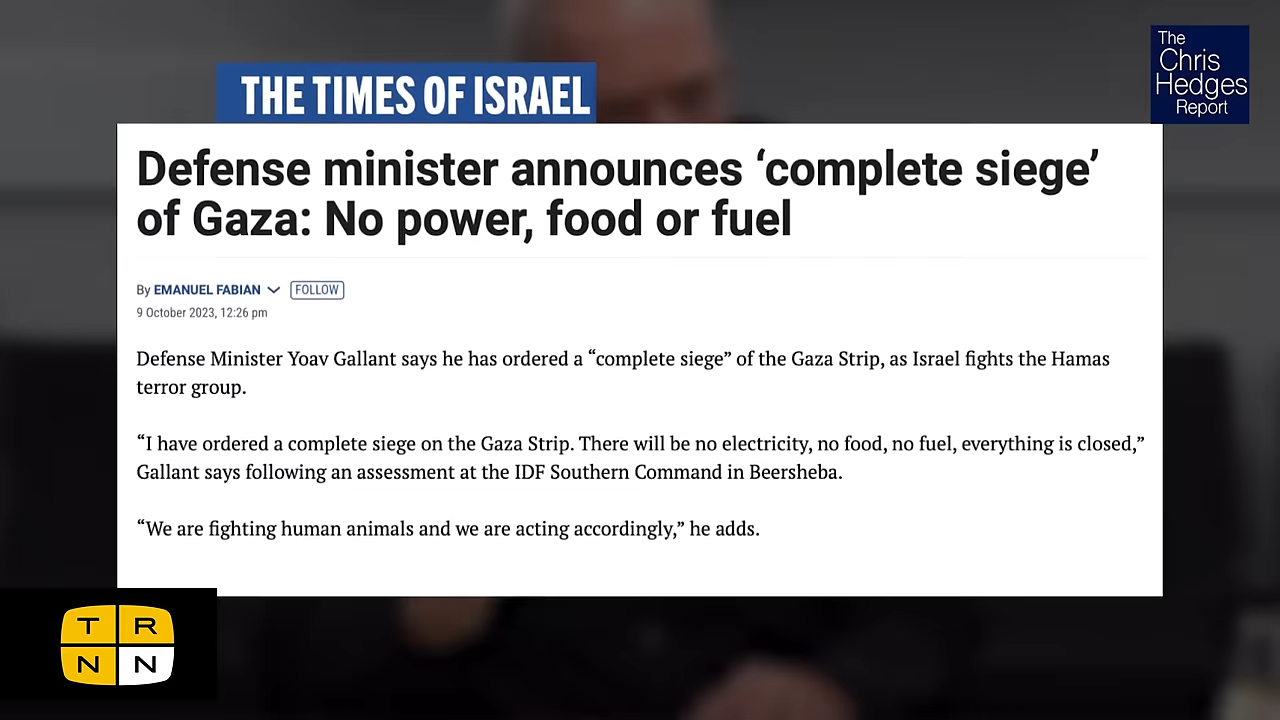 The
Chris
Hedges
Report
THE TIMES OF ISRAEL
Defense minister announces ‘complete siege’
of Gaza: No power, food or fuel
By EMANUEL FABIAN FOLLOW
9 October 2023, 12:26 pm
Defense Minister Yoav Gallant says he has ordered a “complete siege” of the Gaza Strip, as Israel fights the Hamas
terror group.
“I have ordered a complete siege on the Gaza Strip. There will be no electricity, no food, no fuel, everything is closed,”
Gallant says following an assessment at the IDF Southern Command in Beersheba.
“We are fighting human animals and we are acting accordingly,” he adds.
T R
N N